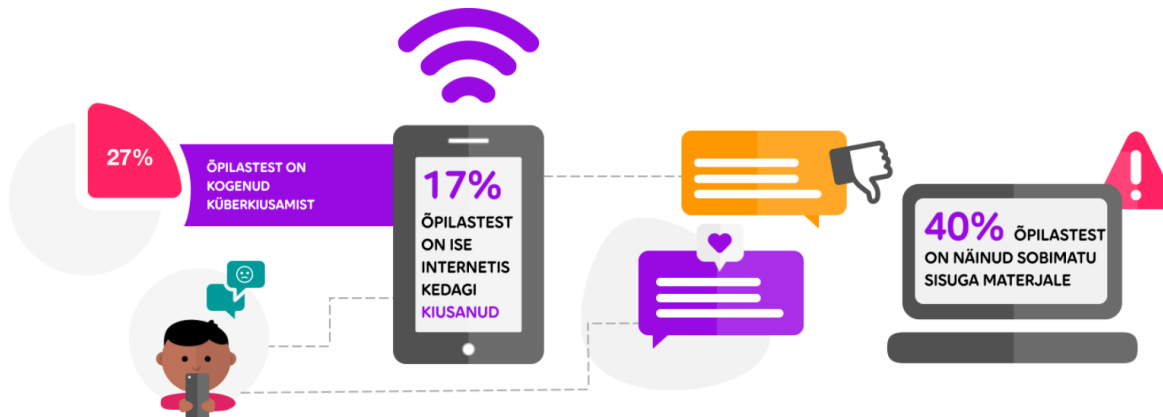 27%
ÕPILASTEST ON
KOGENUD
KÜBERKIUSAMIST
17%
ÕPILASTEST
ON ISE
INTERNETIS
KEDAGI
KIUSANUD
40% ÕPILASTEST
ON NÄINUD SOBIMATU
SISUGA MATERJALE